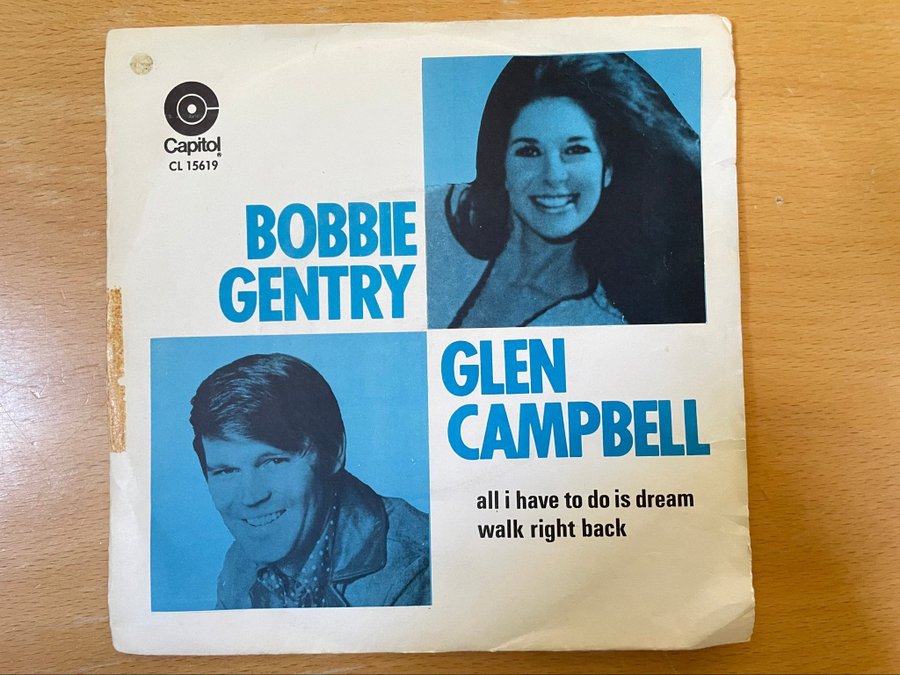 Capitol®
CL 15619
BOBBIE
GENTRY
GLEN
CAMPBELL
all i have to do is dream
walk right back